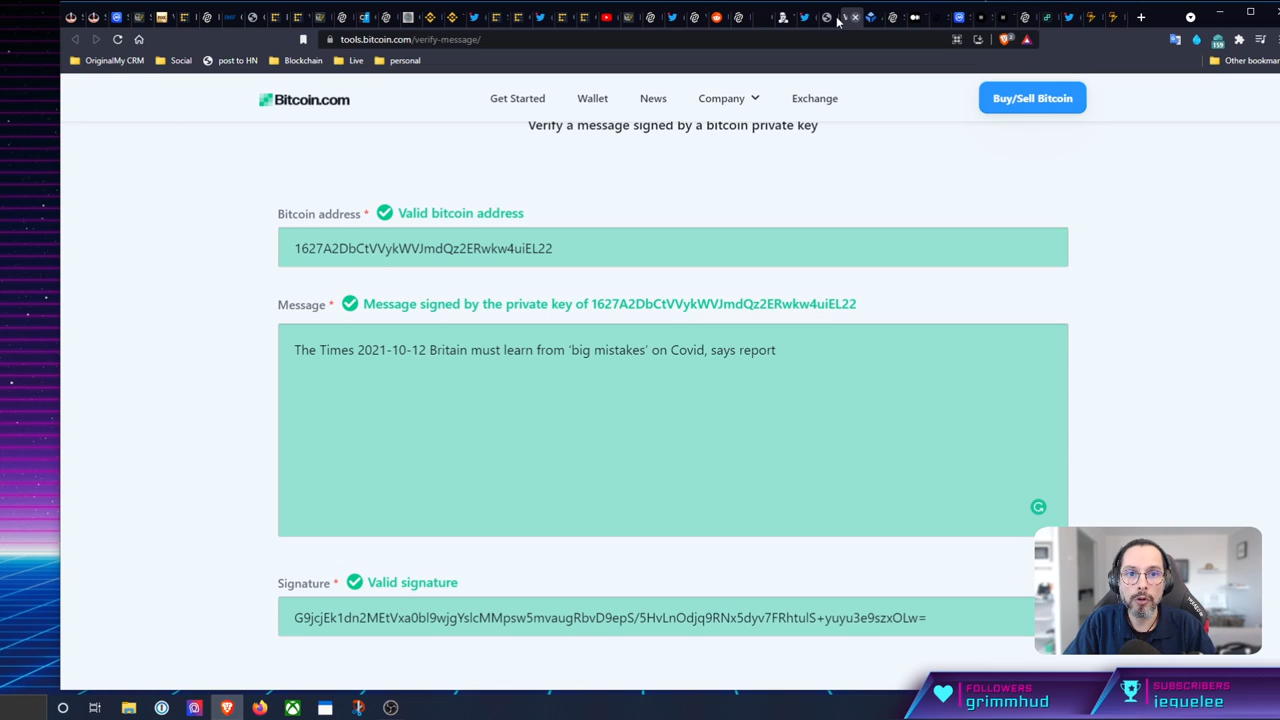 tools.bitcoin.com/verify-message/
159
OriginalMy CRM
Social
post to HN
Blockchain
Live
personal
Other bookmar
Bitcoin.com
Get Started
Wallet
News
Company
Exchange
Buy/Sell Bitcoin
Verify a message signed by a bitcoin private key
Bitcoin address * Valid bitcoin address
1627A2DbCtVVykWVJmdQz2ERwkw4uiEL22
Message * Message signed by the private key of 1627A2DbCtVVykWVJmdQz2ERwkw4uiEL22
The Times 2021-10-12 Britain must learn from ‘big mistakes’ on Covid, says report
Signature * Valid signature
G9jcjEk1dn2MEtVxa0bl9wjgYslcMMpsw5mvaugRbvD9epS/5HvLnOdjq9RNx5dyv7FRhtulS+yuyu3e9szxOLw=
FOLLOWERS
grimmhud
SUBSCRIBERS
jequelee